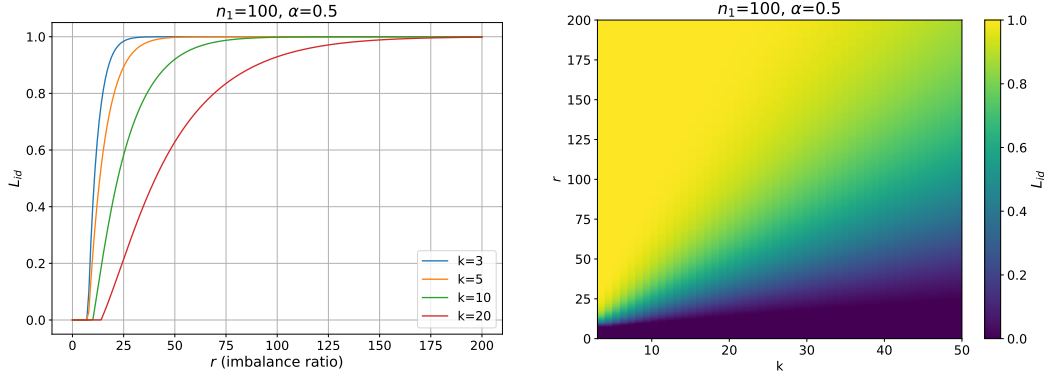 n₁=100, α=0.5
1.0
0.8
0.6
0.4
0.2
0.0
L_id
k=3
k=5
k=10
k=20
0 25 50 75 100 125 150 175 200
r (imbalance ratio)
n₁=100, α=0.5
200
175
150
125
100
75
50
25
r
10 20 30 40 50
k
1.0
0.8
0.6
0.4
0.2
0.0
L_id